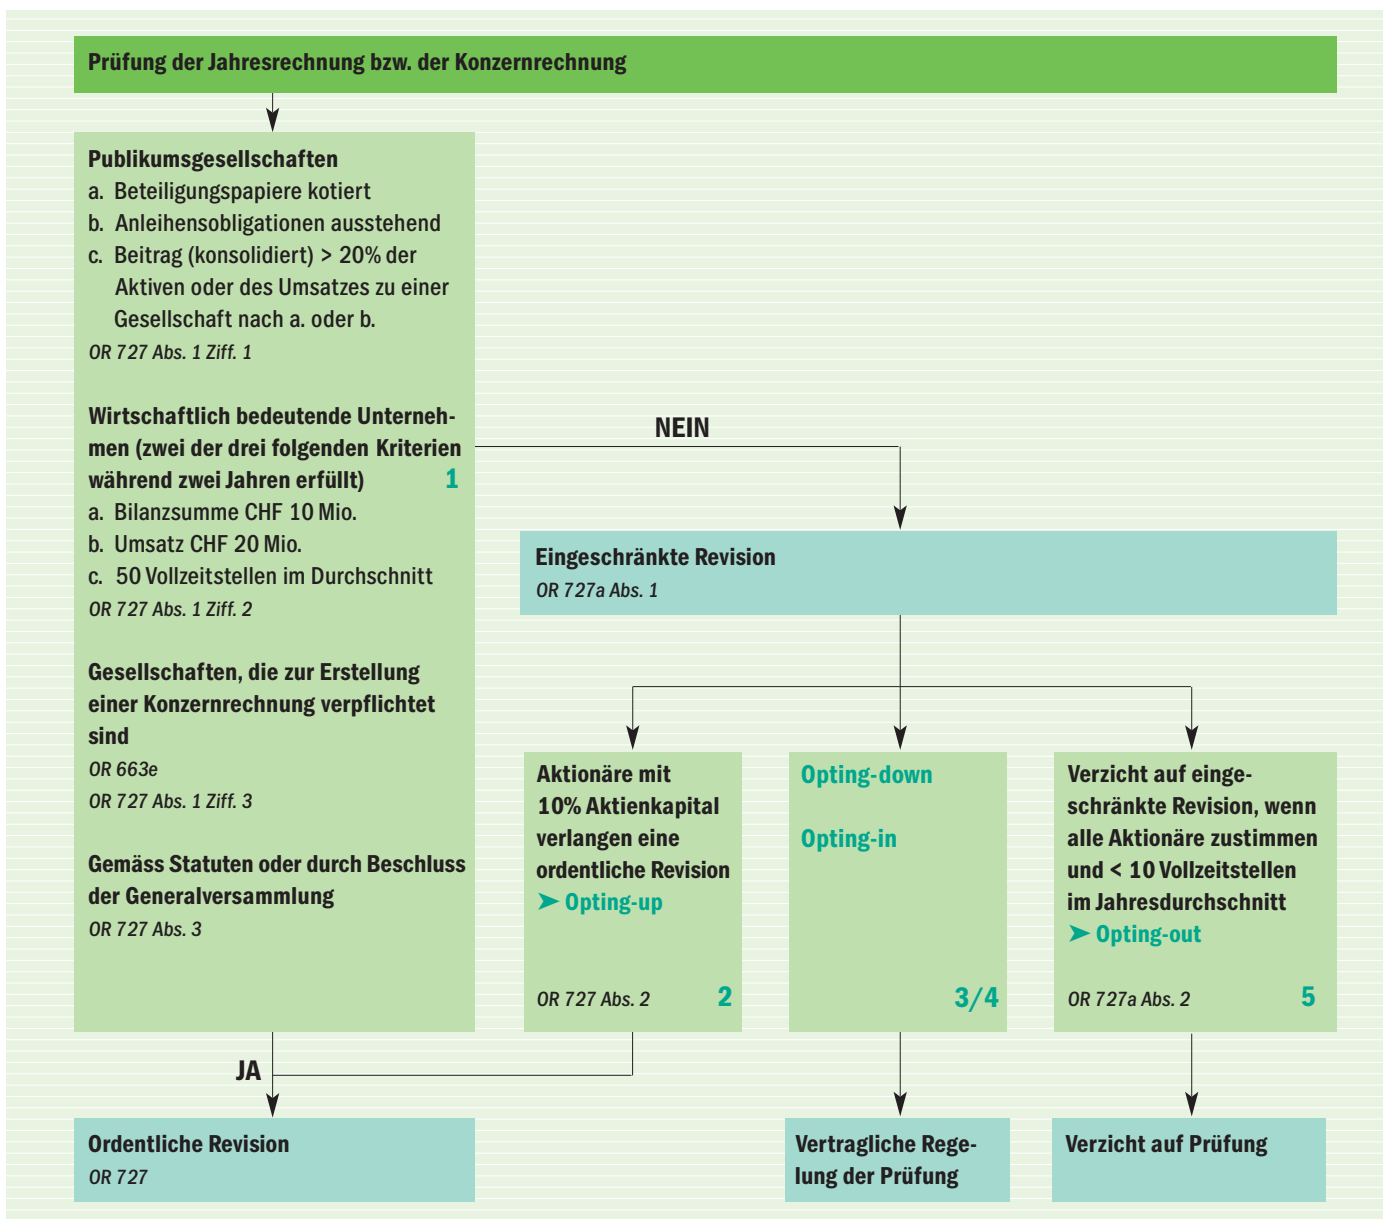 Prüfung der Jahresrechnung bzw. der Konzernrechnung
Publikumsgesellschaften
a. Beteiligungspapiere kotiert
b. Anleihensobligationen ausstehend
c. Beitrag (konsolidiert) > 20% der
Aktiven oder des Umsatzes zu einer
Gesellschaft nach a. oder b.
OR 727 Abs. 1 Ziff. 1
Wirtschaftlich bedeutende Unterneh-
men (zwei der drei folgenden Kriterien
während zwei Jahren erfüllt) 1
a. Bilanzsumme CHF 10 Mio.
b. Umsatz CHF 20 Mio.
c. 50 Vollzeitstellen im Durchschnitt
OR 727 Abs. 1 Ziff. 2
Gesellschaften, die zur Erstellung
einer Konzernrechnung verpflichtet
sind
OR 663e
OR 727 Abs. 1 Ziff. 3
Gemäss Statuten oder durch Beschluss
der Generalversammlung
OR 727 Abs. 3
NEIN
Eingeschränkte Revision
OR 727a Abs. 1
Aktionäre mit
10% Aktienkapital
verlangen eine
ordentliche Revision
➤ Opting-up
OR 727 Abs. 2 2
Opting-down
Opting-in
3/4
Verzicht auf einge-
schränkte Revision, wenn
alle Aktionäre zustimmen
und < 10 Vollzeitstellen
im Jahresdurchschnitt
➤ Opting-out
OR 727a Abs. 2 5
JA
Ordentliche Revision
OR 727
Vertragliche Rege-
lung der Prüfung
Verzicht auf Prüfung